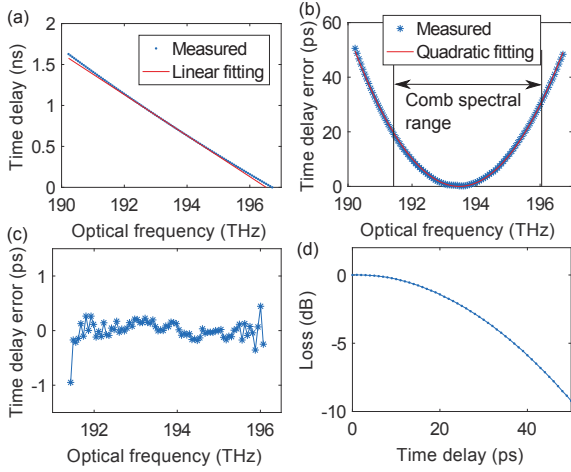 (a)
Measured
Linear fitting
Time delay (ns)
2
1.5
1
0.5
0
190
192
194
196
Optical frequency (THz)
(b)
Measured
Quadratic fitting
Comb spectral
range
Time delay error (ps)
60
40
20
0
190
192
194
196
Optical frequency (THz)
(c)
Time delay error (ps)
1
0
-1
192
194
196
Optical frequency (THz)
(d)
Loss (dB)
0
-5
-10
0
20
40
Time delay (ps)